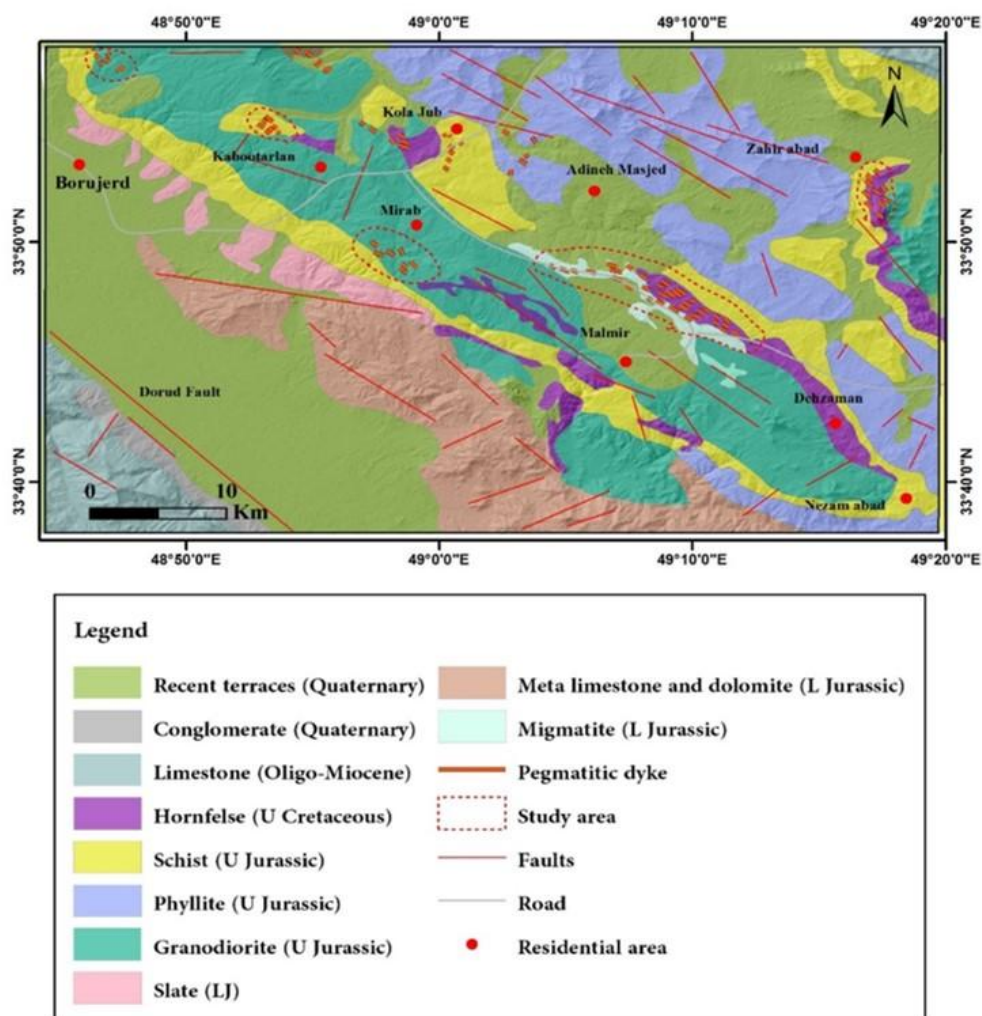 48°50'0"E 49°0'0"E 49°10'0"E 49°20'0"E
N
Kola Jub
Kabootarlan
Zahir abad
Borujerd
Adineh Masjed
Mirab
33°50'0"N
33°50'0"N
Malmir
Dorud Fault
Dehzaman
33°40'0"N
33°40'0"N
0 10
Km
Nezam abad
48°50'0"E 49°0'0"E 49°10'0"E 49°20'0"E
Legend
Recent terraces (Quaternary)
Conglomerate (Quaternary)
Limestone (Oligo-Miocene)
Hornfelse (U Cretaceous)
Schist (U Jurassic)
Phyllite (U Jurassic)
Granodiorite (U Jurassic)
Slate (LJ)
Meta limestone and dolomite (L Jurassic)
Migmatite (L Jurassic)
Pegmatitic dyke
Study area
Faults
Road
Residential area